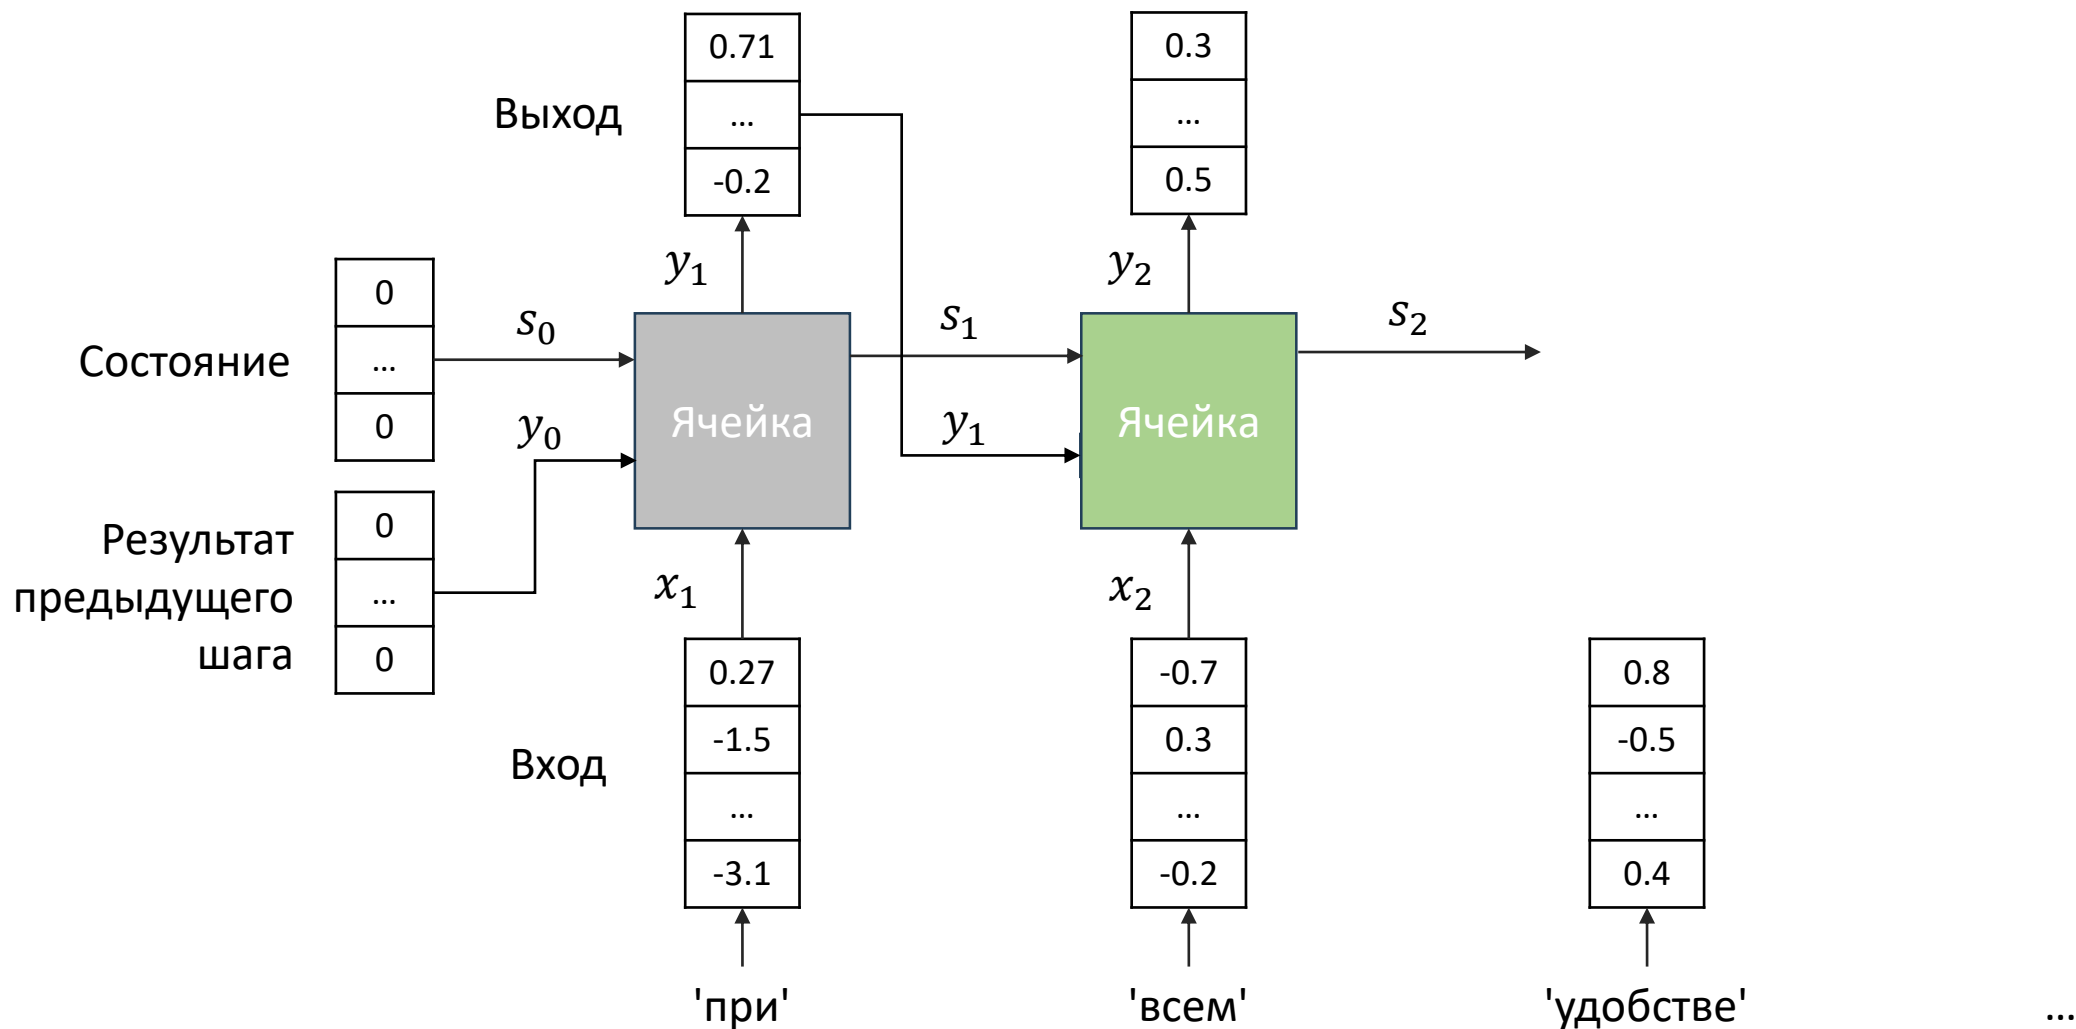 0.71
...
-0.2
Выход
0.3
...
0.5
y₁
y₂
0
...
0
Состояние
s₀
s₁
s₂
Ячейка
Ячейка
y₀
y₁
0
...
0
Результат
предыдущего
шага
x₁
x₂
0.27
-1.5
...
-3.1
Вход
-0.7
0.3
...
-0.2
0.8
-0.5
...
0.4
'при'
'всем'
'удобстве'
...